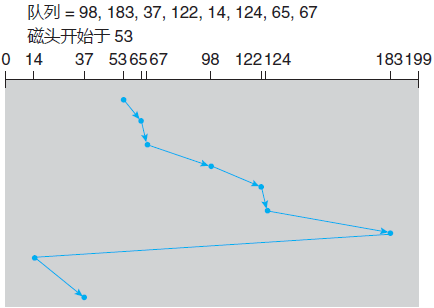 队列 = 98, 183, 37, 122, 14, 124, 65, 67
磁头开始于 53
0 14 37 53 65 67 98 122 124 183 199